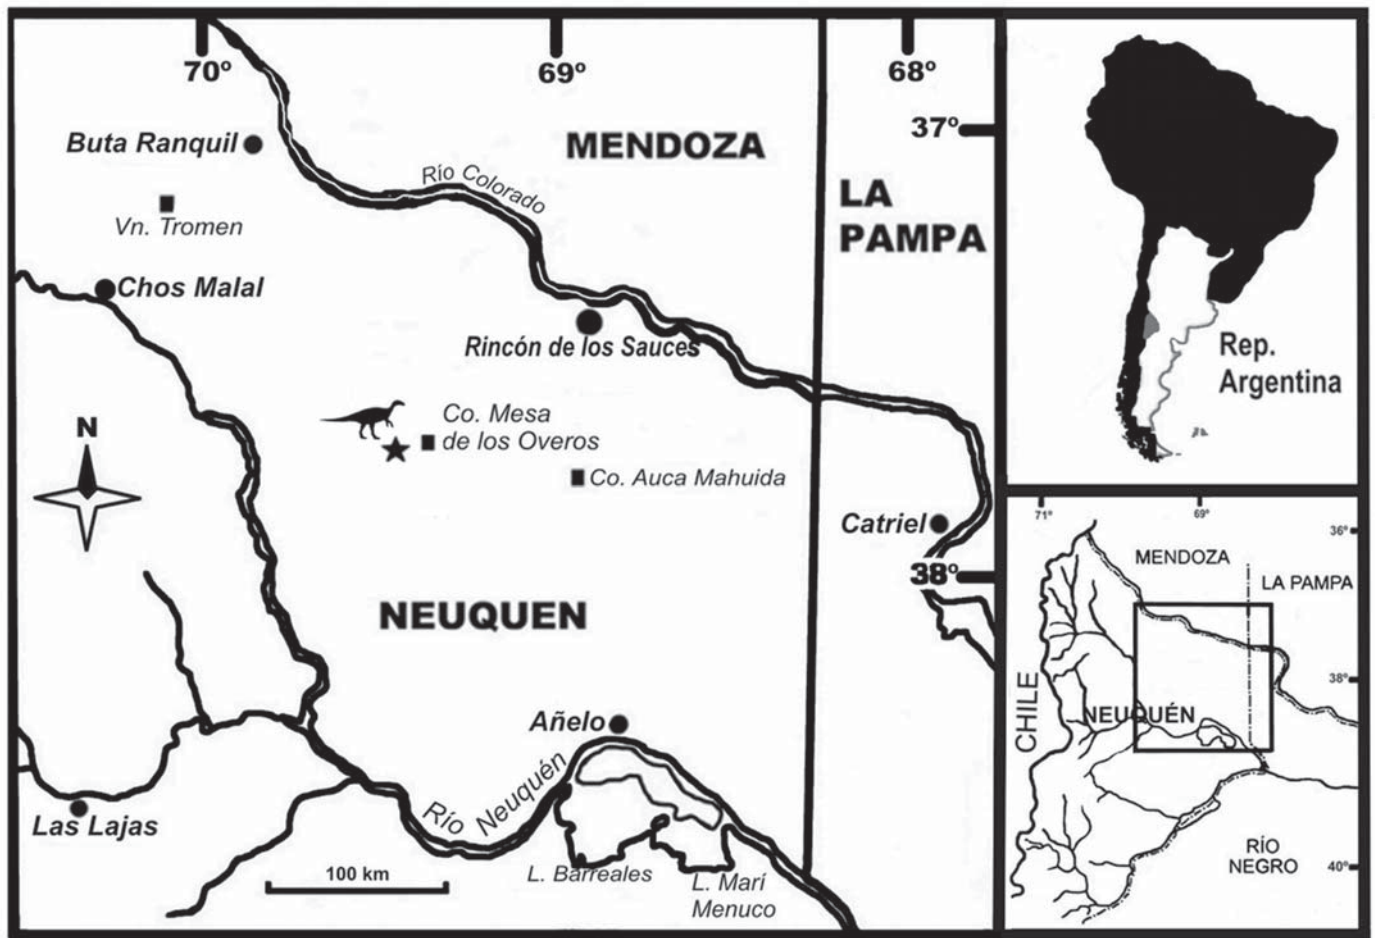 70º
69º
68º
37º
Buta Ranquil
MENDOZA
Río Colorado
LA
PAMPA
Vn. Tromen
Chos Malal
Rincón de los Sauces
Co. Mesa
de los Overos
Co. Auca Mahuida
N
Catriel
38º
NEUQUEN
Añelo
Río Neuquén
Las Lajas
100 km
L. Barreales
L. Marí
Menuco
Rep.
Argentina
71º
69º
36º
MENDOZA
LA PAMPA
38º
CHILE
NEUQUÉN
RÍO
NEGRO
40º